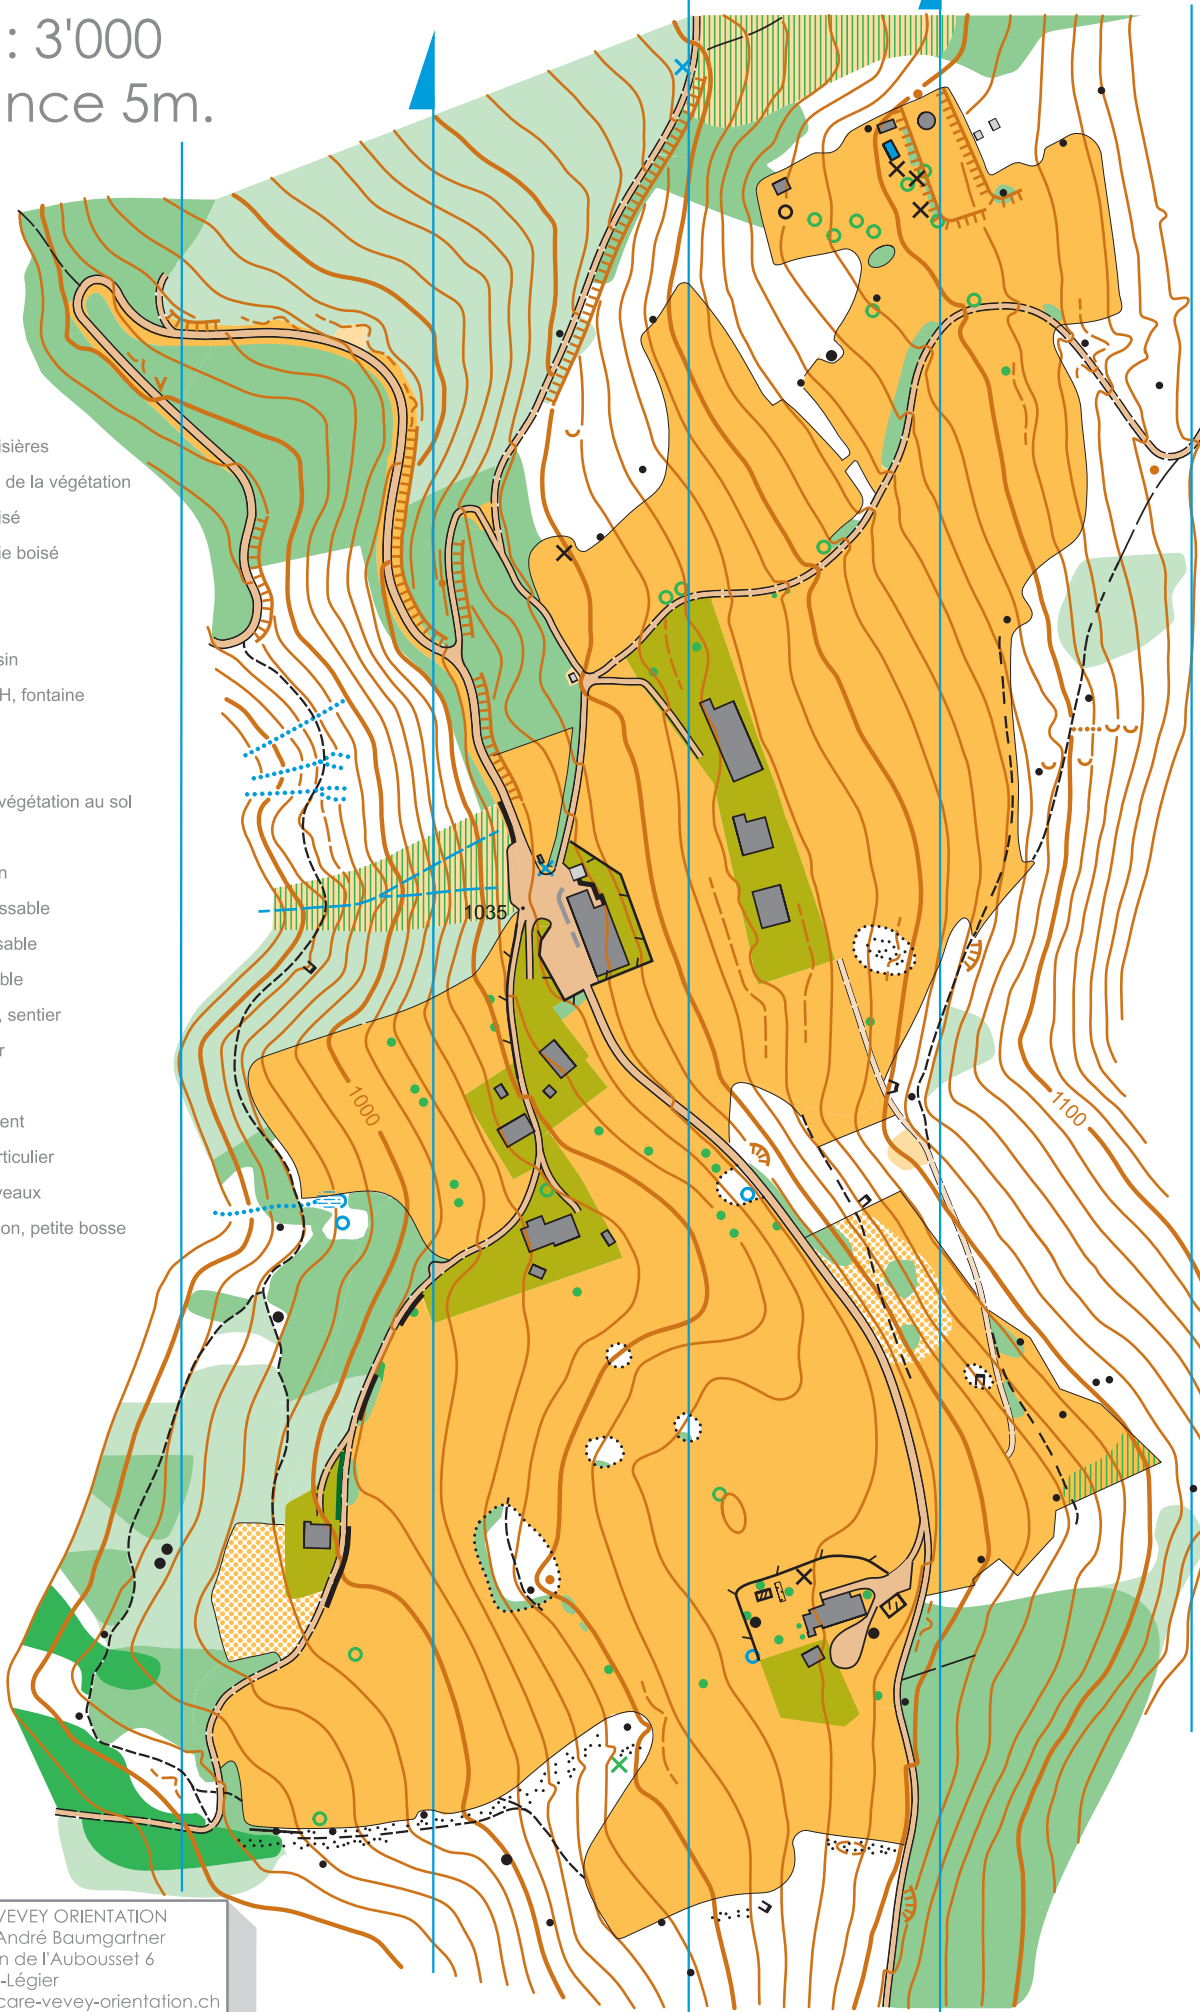 : 3'000
nce 5m.
isières
de la végétation
isé
ie boisé
sin
H, fontaine
végétation au sol
n
ssable
sable
ble
, sentier
r
ent
rticulier
veaux
on, petite bosse
1035
1000
1100
VEVEY ORIENTATION
André Baumgartner
n de l'Aubousset 6
-Légier
care-vevey-orientation.ch